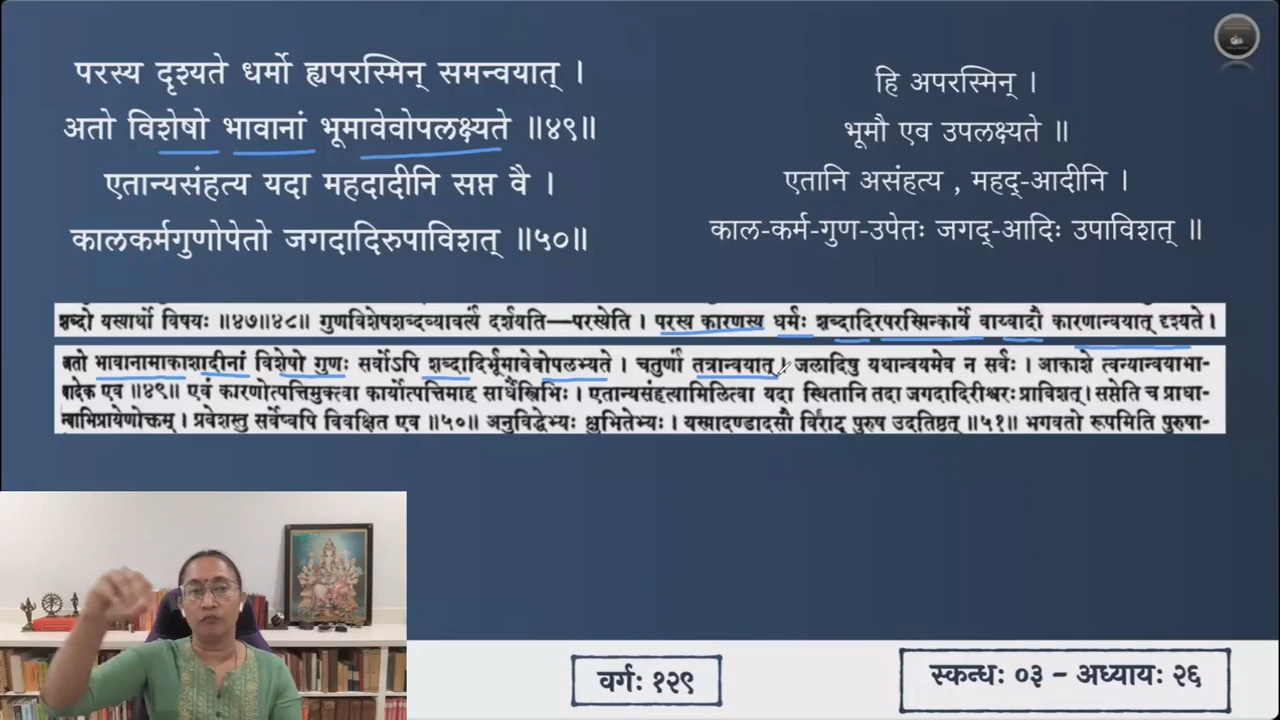 परस्य दृश्यते धर्मो ह्यपरस्मिन् समन्वयात् ।
अतो विशेषो भावानां भूमावेवोपलक्ष्यते ॥४९॥
एतान्यसंहत्य यदा महदादीनि सप्त वै ।
कालकर्मगुणोपेतो जगदादिरुपाविशत् ॥५०॥
हि अपरस्मिन् ।
भूमौ एव उपलक्ष्यते ॥
एतानि असंहत्य , महद्-आदीनि ।
काल-कर्म-गुण-उपेतः जगद्-आदिः उपाविशत् ॥
शब्दो यस्यार्थो विषयः ॥४७॥४८॥ गुणविशेषशब्दव्यावर्त्यं दर्शयति—परस्येति । परस्य कारणस्य धर्मः शब्दादिरपरस्मिन्कार्ये वाय्वादौ कारणान्वयात् दृश्यते ।
अतो भावानामाकाशादीनां विशेषो गुणः सर्वोऽपि शब्दादिर्भूमावेवोपलभ्यते । चतुर्णां तत्रान्वयात् । जलादिषु यथान्वयमेव न सर्वः । आकाशे त्वन्यान्वयाभा-
वादेक एव ॥४९॥ एवं कारणोत्पत्तिमुक्त्वा कार्योत्पत्तिमाह सार्धैस्त्रिभिः । एतान्यसंहत्यामिलित्वा यदा स्थितानि तदा जगदादिरीश्वरः प्राविशत् । सप्तेति च प्राधा-
न्याभिप्रायेणोक्तम् । प्रवेशस्तु सर्वेष्वपि विवक्षित एव ॥५०॥ अनुविद्धेभ्यः क्षुभितेभ्यः । यस्मादण्डादसौ विराट् पुरुष उदतिष्ठत् ॥५१॥ भगवतो रूपमिति पुरुषा-
वर्गः १२९
स्कन्धः ०३ – अध्यायः २६